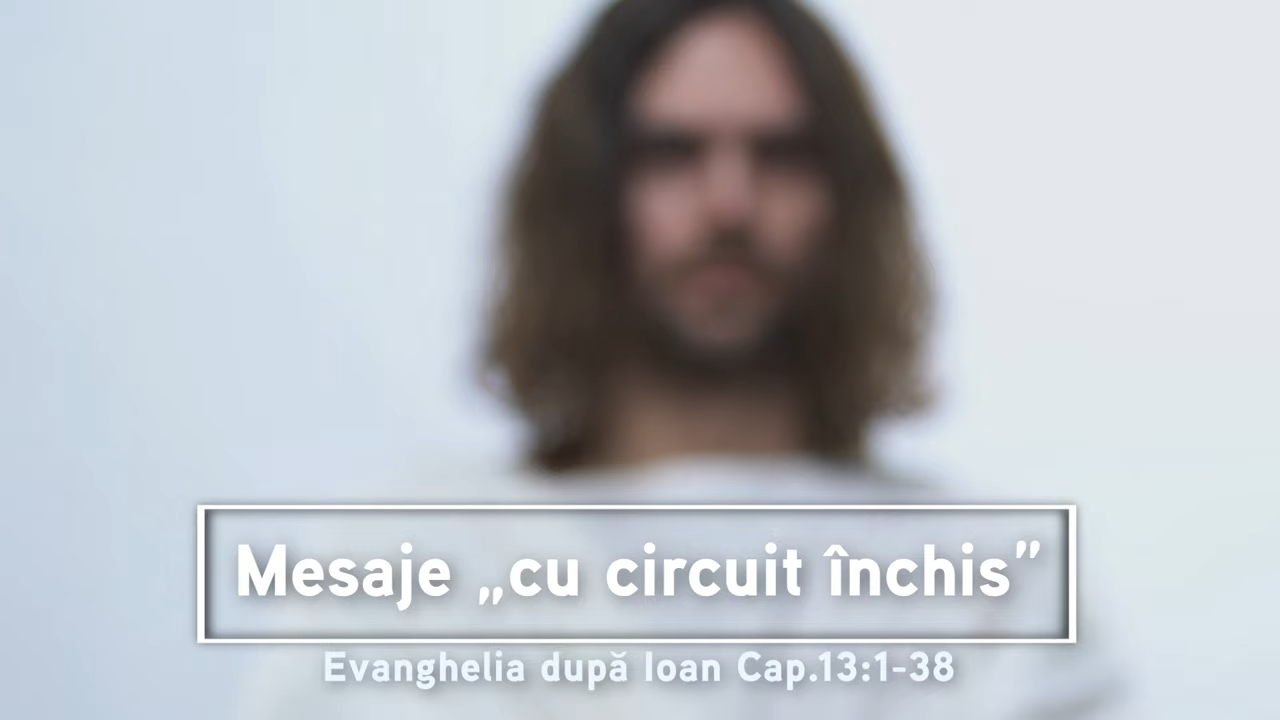 Mesaje „cu circuit închis”
Evanghelia după Ioan Cap.13:1-38